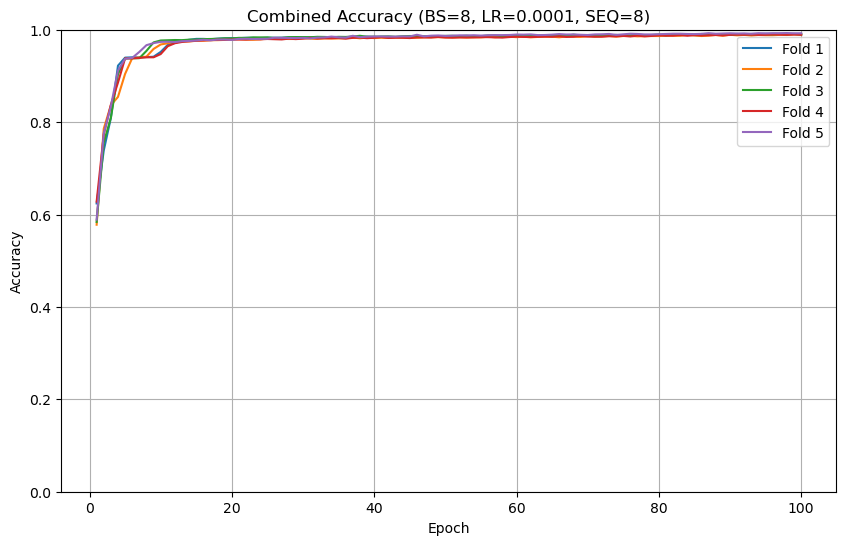 Combined Accuracy (BS=8, LR=0.0001, SEQ=8)
1.0
0.8
0.6
0.4
0.2
0.0
Accuracy
0 20 40 60 80 100
Epoch
Fold 1
Fold 2
Fold 3
Fold 4
Fold 5